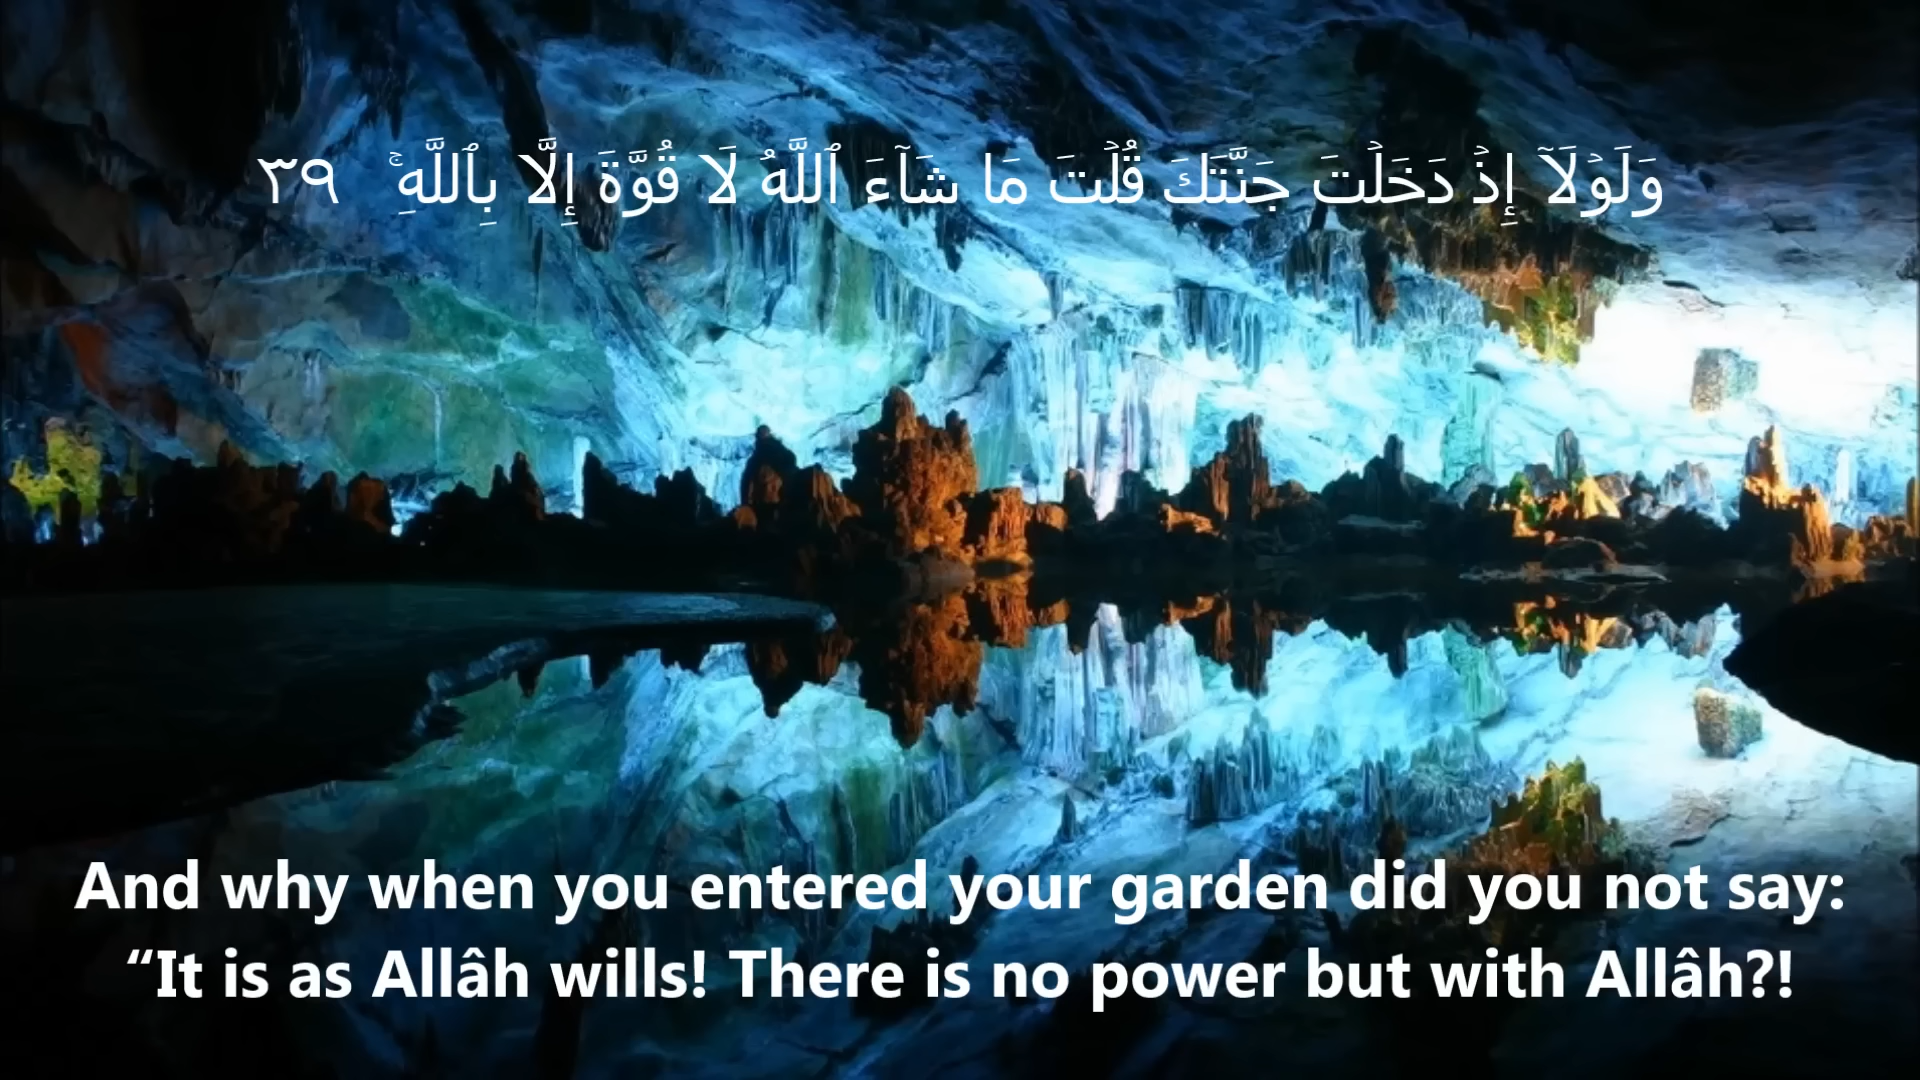 وَلَوۡلَآ إِذۡ دَخَلۡتَ جَنَّتَكَ قُلۡتَ مَا شَآءَ ٱللَّهُ لَا قُوَّةَ إِلَّا بِٱللَّهِۚ ٣٩
And why when you entered your garden did you not say:
“It is as Allâh wills! There is no power but with Allâh?!